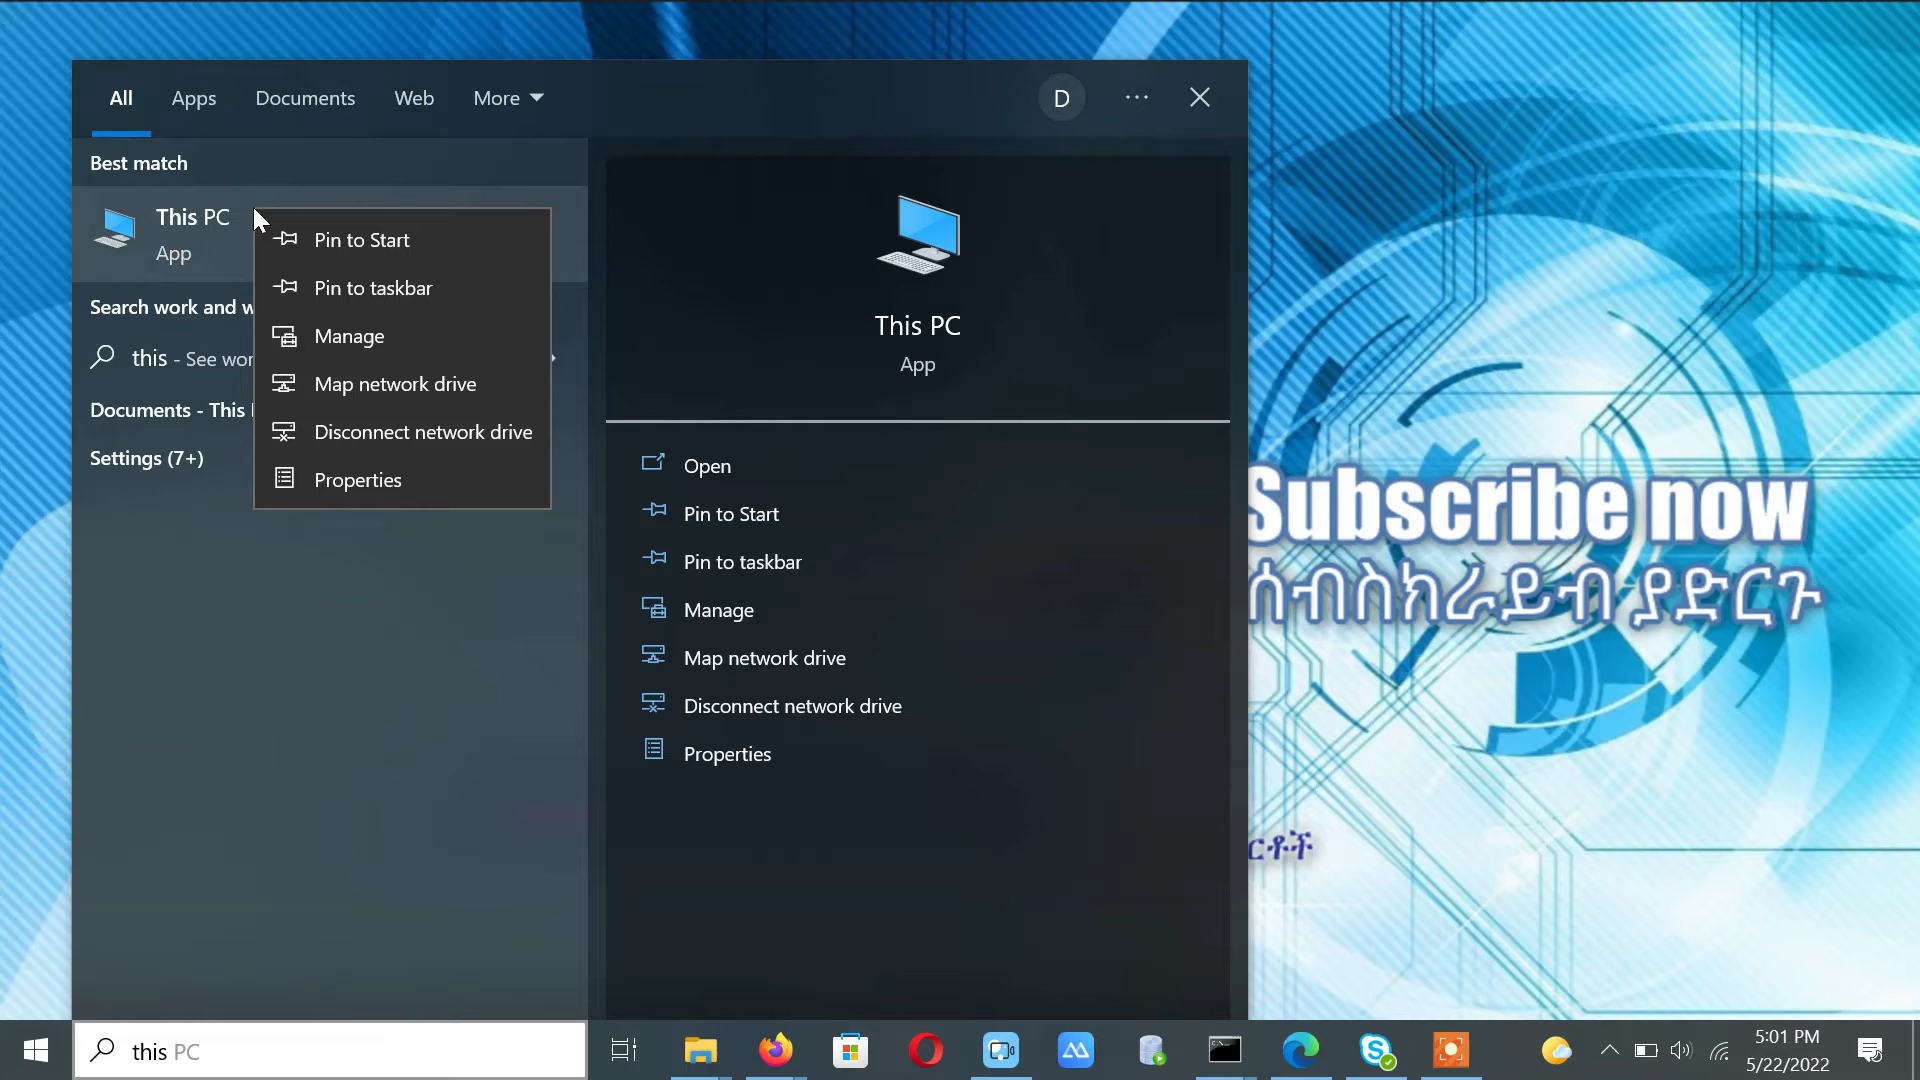 All Apps Documents Web More D
Best match
This PC
App
Pin to Start
Pin to taskbar
Manage
Map network drive
Disconnect network drive
Properties
Search work and w
this - See wor
Documents - This
Settings (7+)
This PC
App
Open
Pin to Start
Pin to taskbar
Manage
Map network drive
Disconnect network drive
Properties
Subscribe now
ሰብስክራይብ ያድርጉ
ርዶች
this PC
5:01 PM
5/22/2022